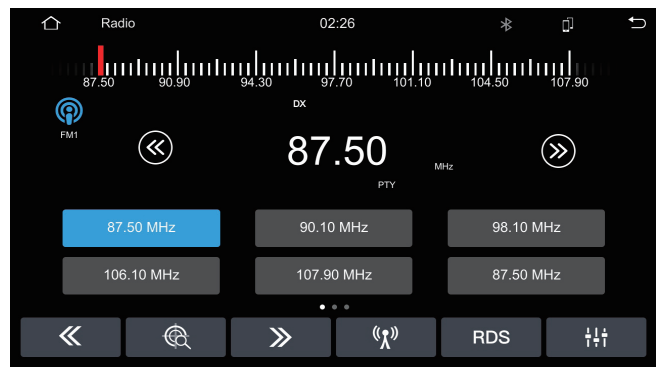 Radio 02:26
87.50 90.90 94.30 97.70 101.10 104.50 107.90
DX
FM1
87.50
MHz
PTY
87.50 MHz 90.10 MHz 98.10 MHz
106.10 MHz 107.90 MHz 87.50 MHz
RDS